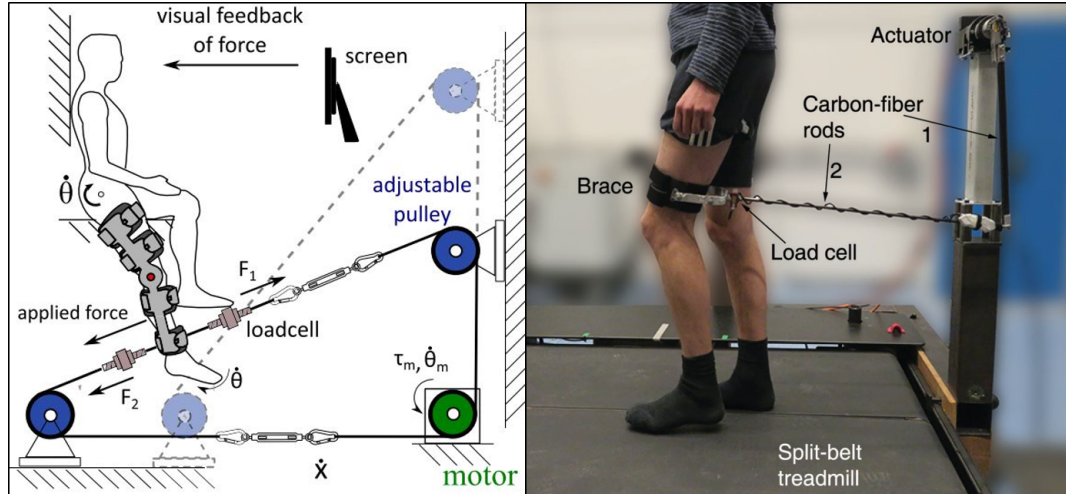 visual feedback
of force
screen
θ̇
adjustable
pulley
F₁
applied force
loadcell
F₂
θ̇
τₘ, θ̇ₘ
ẋ
motor
Actuator
Carbon-fiber
rods
1
2
Brace
Load cell
Split-belt
treadmill